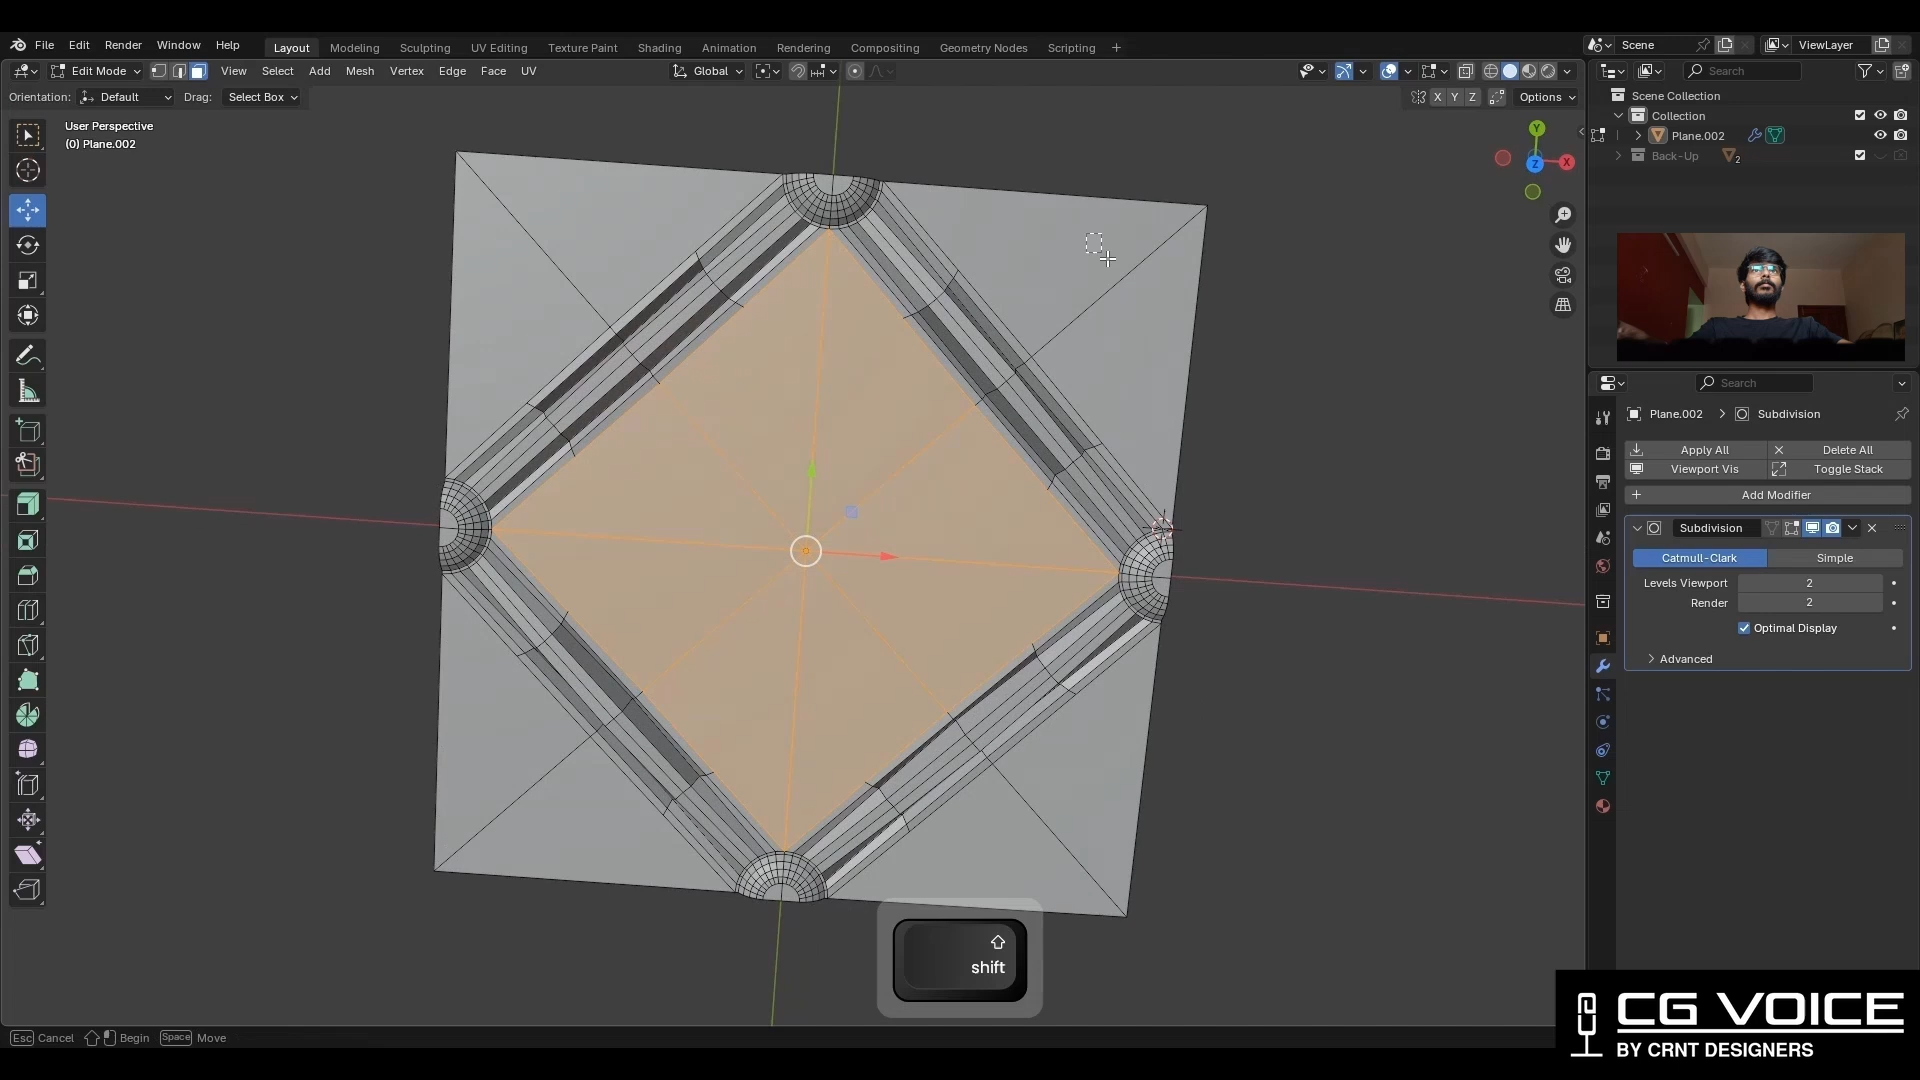 File Edit Render Window Help Layout Modeling Sculpting UV Editing Texture Paint Shading Animation Rendering Compositing Geometry Nodes Scripting + Scene ViewLayer
Edit Mode View Select Add Mesh Vertex Edge Face UV Global Search
Orientation: Default Drag: Select Box X Y Z Options
Scene Collection
Collection
Plane.002
Back-Up 2
User Perspective
(0) Plane.002
Y
X
Z
Search
Plane.002 Subdivision
Apply All Delete All
Viewport Vis Toggle Stack
Add Modifier
Subdivision
Catmull-Clark Simple
Levels Viewport 2
Render 2
Optimal Display
Advanced
shift
Esc Cancel Begin Space Move
CG VOICE
BY CRNT DESIGNERS